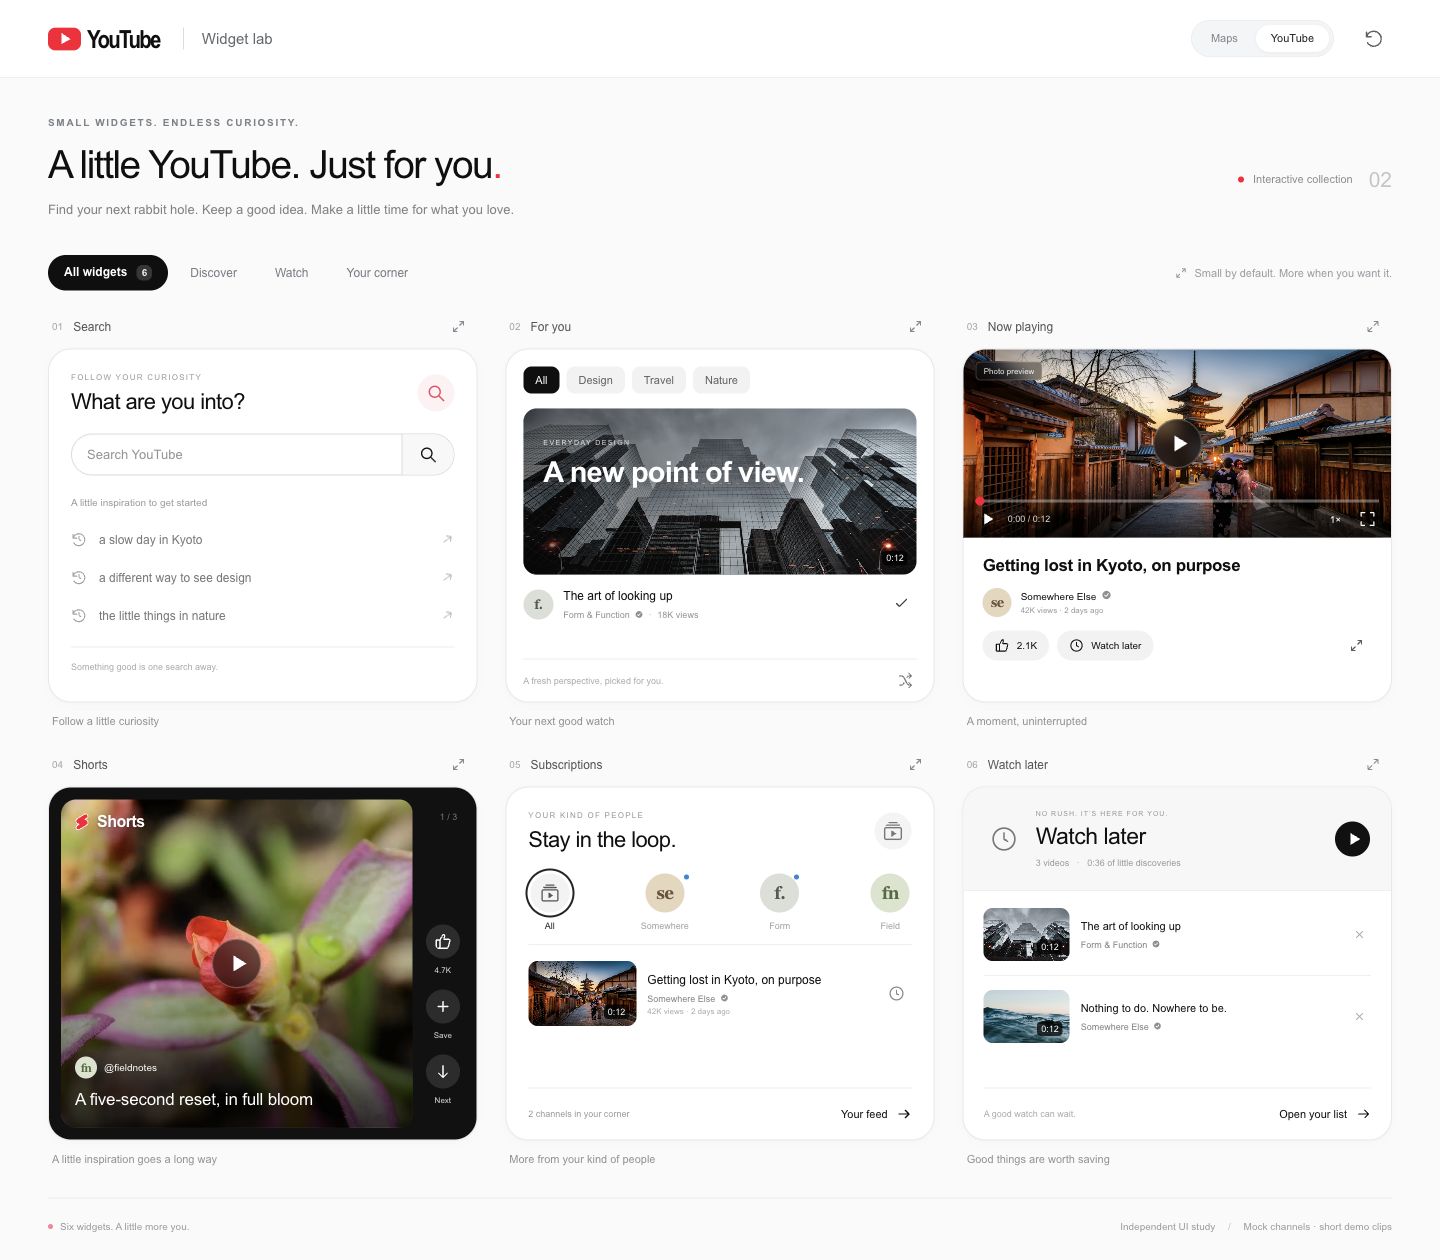 YouTube
Widget lab
Maps
YouTube
SMALL WIDGETS. ENDLESS CURIOSITY.
A little YouTube. Just for you.
Find your next rabbit hole. Keep a good idea. Make a little time for what you love.
Interactive collection
02
All widgets 6
Discover
Watch
Your corner
Small by default. More when you want it.
01 Search
FOLLOW YOUR CURIOSITY
What are you into?
Search YouTube
A little inspiration to get started
a slow day in Kyoto
a different way to see design
the little things in nature
Something good is one search away.
Follow a little curiosity
02 For you
All
Design
Travel
Nature
EVERYDAY DESIGN
A new point of view.
0:12
f.
The art of looking up
Form & Function · 18K views
A fresh perspective, picked for you.
Your next good watch
03 Now playing
Photo preview
0:00 / 0:12
1×
Getting lost in Kyoto, on purpose
se
Somewhere Else
42K views · 2 days ago
2.1K
Watch later
A moment, uninterrupted
04 Shorts
Shorts
1 / 3
4.7K
Save
Next
fn
@fieldnotes
A five-second reset, in full bloom
A little inspiration goes a long way
05 Subscriptions
YOUR KIND OF PEOPLE
Stay in the loop.
se
f.
fn
All
Somewhere
Form
Field
0:12
Getting lost in Kyoto, on purpose
Somewhere Else
42K views · 2 days ago
2 channels in your corner
Your feed
More from your kind of people
06 Watch later
NO RUSH. IT'S HERE FOR YOU.
Watch later
3 videos · 0:36 of little discoveries
0:12
The art of looking up
Form & Function
0:12
Nothing to do. Nowhere to be.
Somewhere Else
A good watch can wait.
Open your list
Good things are worth saving
Six widgets. A little more you.
Independent UI study / Mock channels · short demo clips